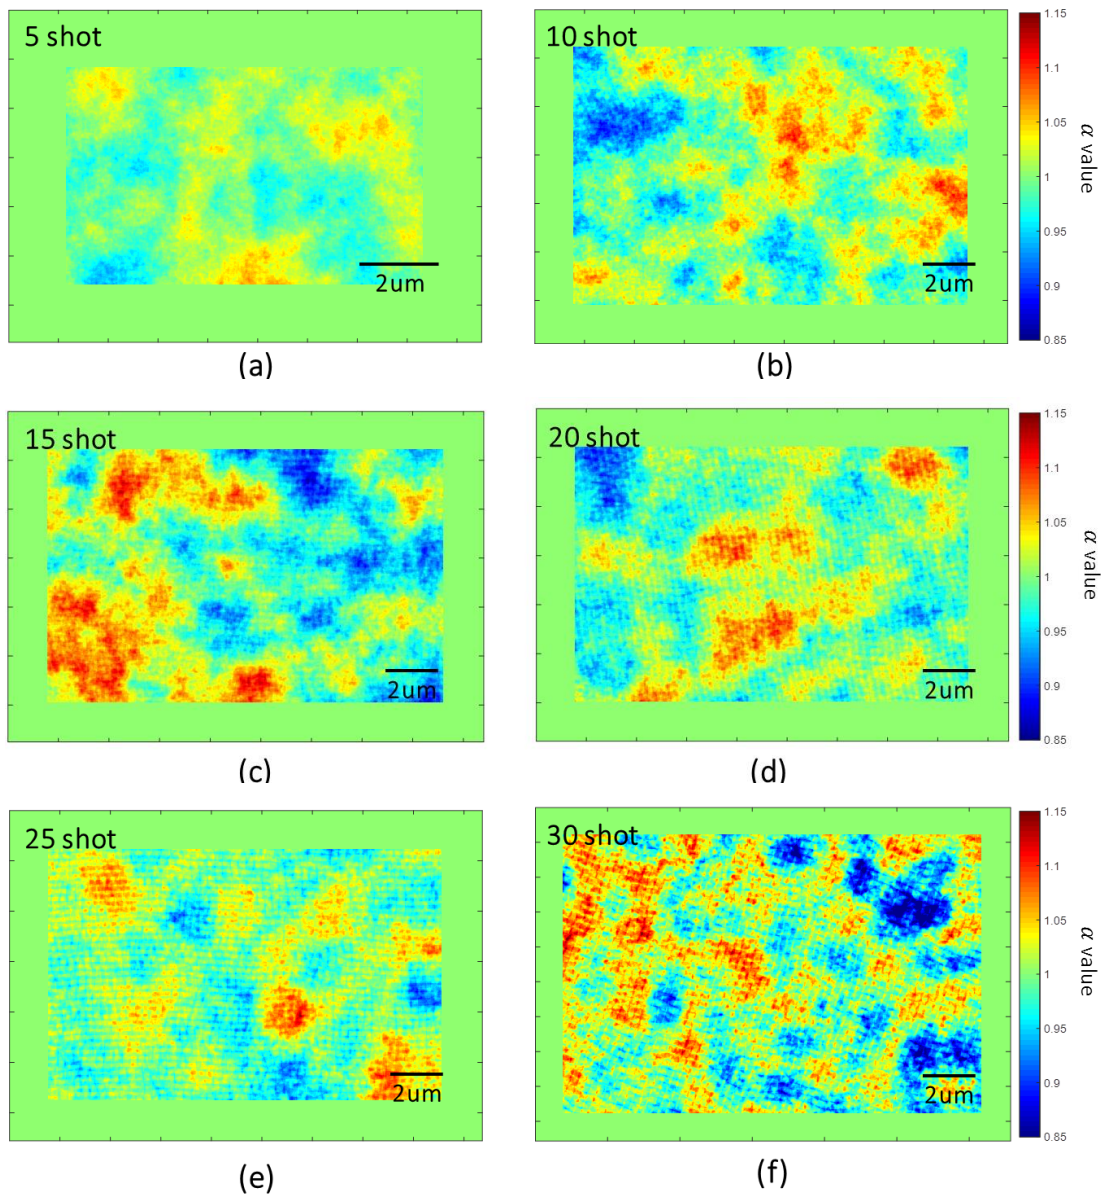 5 shot
10 shot
2um
2um
1.15
1.1
1.05
1
0.95
0.9
0.85
α value
(a)
(b)
15 shot
20 shot
2um
2um
1.15
1.1
1.05
1
0.95
0.9
0.85
α value
(c)
(d)
25 shot
30 shot
2um
2um
1.15
1.1
1.05
1
0.95
0.9
0.85
α value
(e)
(f)